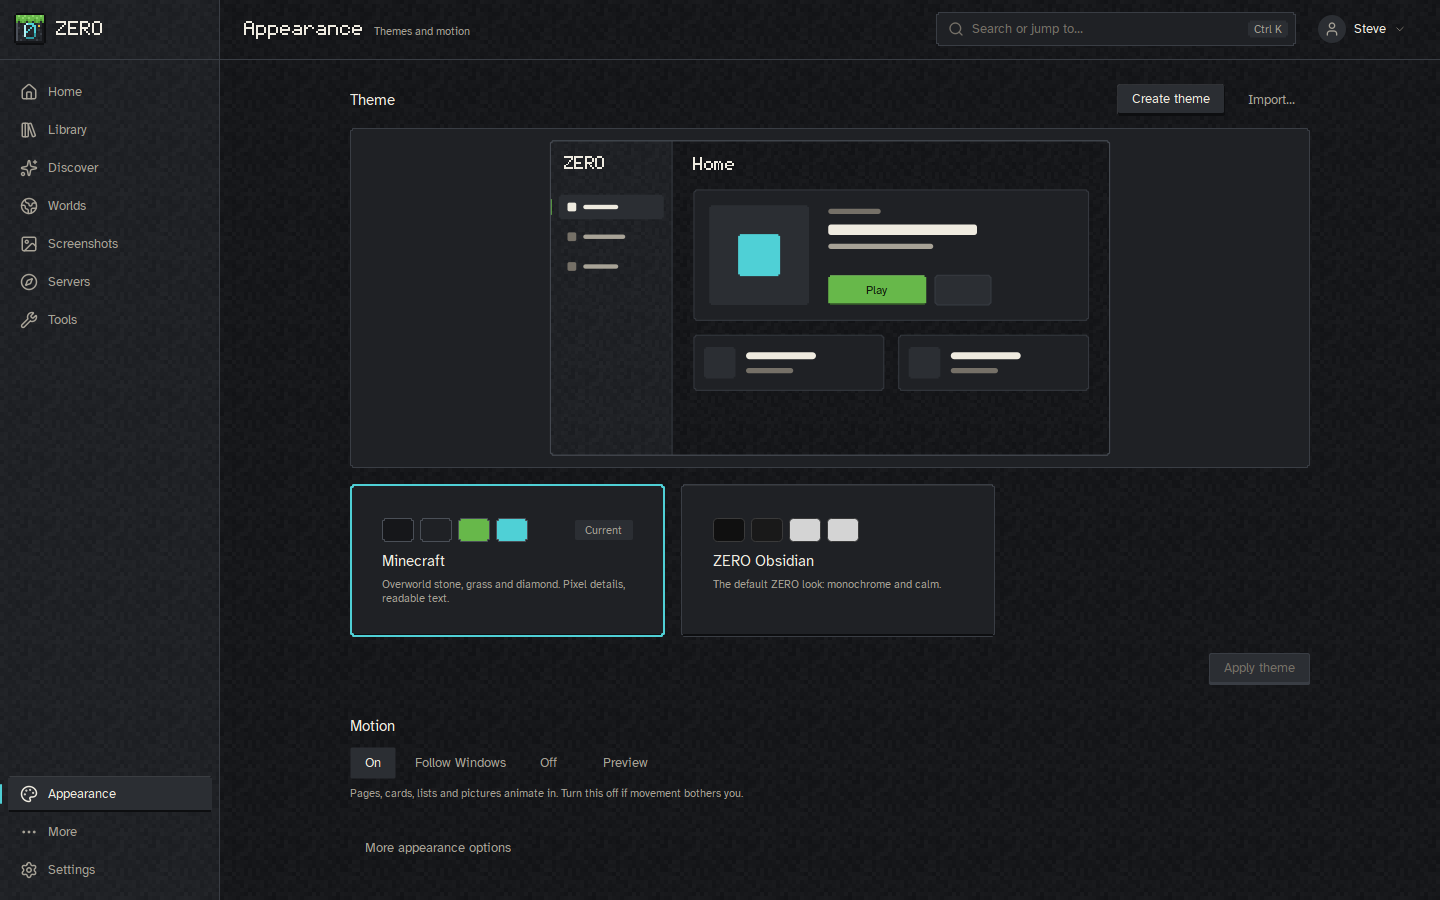 ZERO
Appearance Themes and motion
Search or jump to... Ctrl K
Steve
Home
Library
Discover
Worlds
Screenshots
Servers
Tools
Appearance
More
Settings
Theme
Create theme Import...
ZERO
Home
Play
Current
Minecraft
Overworld stone, grass and diamond. Pixel details,
readable text.
ZERO Obsidian
The default ZERO look: monochrome and calm.
Apply theme
Motion
On Follow Windows Off Preview
Pages, cards, lists and pictures animate in. Turn this off if movement bothers you.
More appearance options